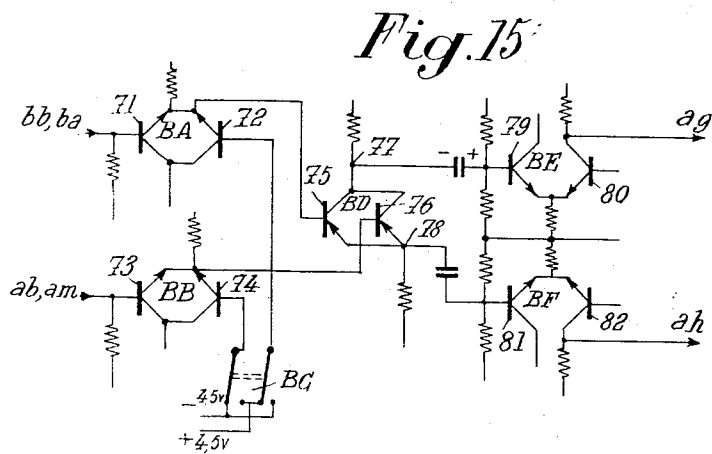 Fig.15
bb,ba
71
BA
72
ag
79
BE
80
77
- +
75
BD
76
78
73
BB
74
ab,am
BF
81
82
ah
BG
- 4,5v
+4,5v